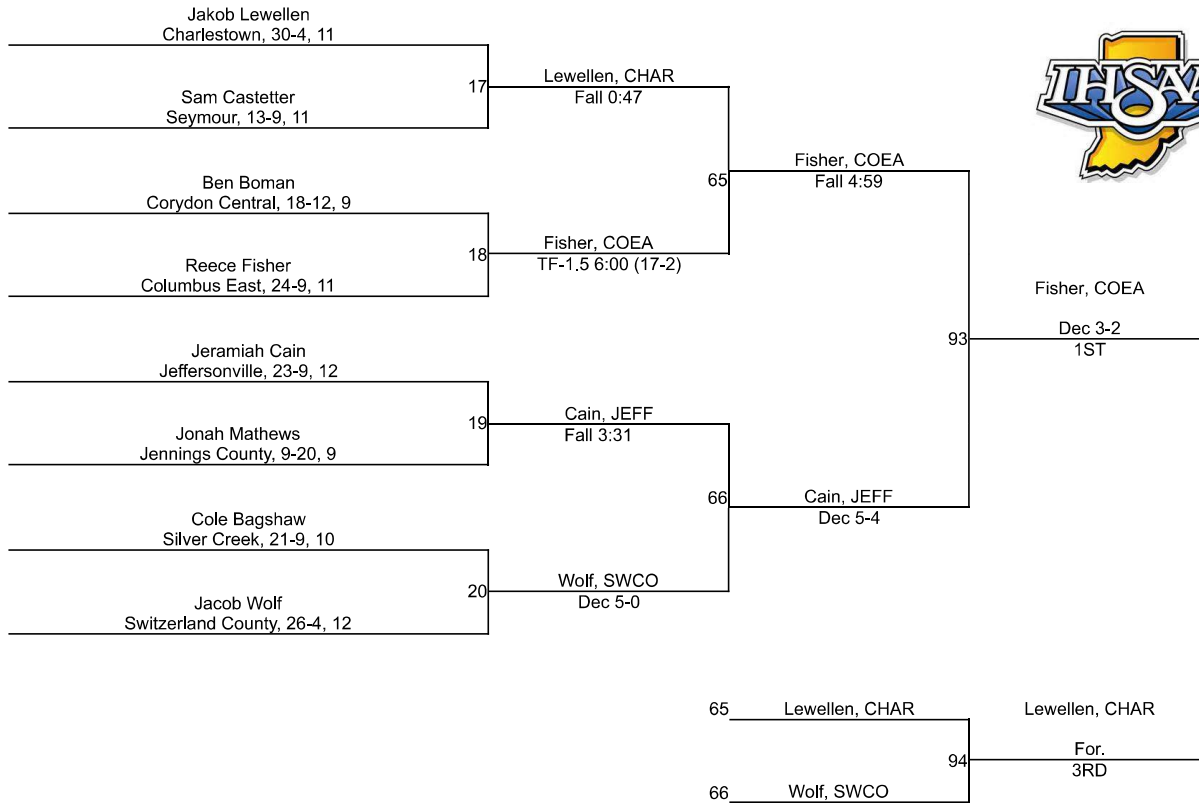 Jakob Lewellen
Charlestown, 30-4, 11
Sam Castetter
Seymour, 13-9, 11
Ben Boman
Corydon Central, 18-12, 9
Reece Fisher
Columbus East, 24-9, 11
Jeramiah Cain
Jeffersonville, 23-9, 12
Jonah Mathews
Jennings County, 9-20, 9
Cole Bagshaw
Silver Creek, 21-9, 10
Jacob Wolf
Switzerland County, 26-4, 12
17
Lewellen, CHAR
Fall 0:47
18
Fisher, COEA
TF-1.5 6:00 (17-2)
19
Cain, JEFF
Fall 3:31
20
Wolf, SWCO
Dec 5-0
65
Fisher, COEA
Fall 4:59
66
Cain, JEFF
Dec 5-4
IHSAA
93
Fisher, COEA
Dec 3-2
1ST
65
Lewellen, CHAR
66
Wolf, SWCO
94
Lewellen, CHAR
For.
3RD